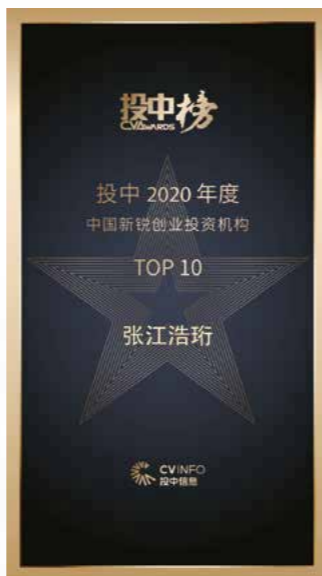 投中榜
CVAWARDS
投中 2020 年度
中国新锐创业投资机构
TOP 10
张江浩珩
CVINFO
投中信息